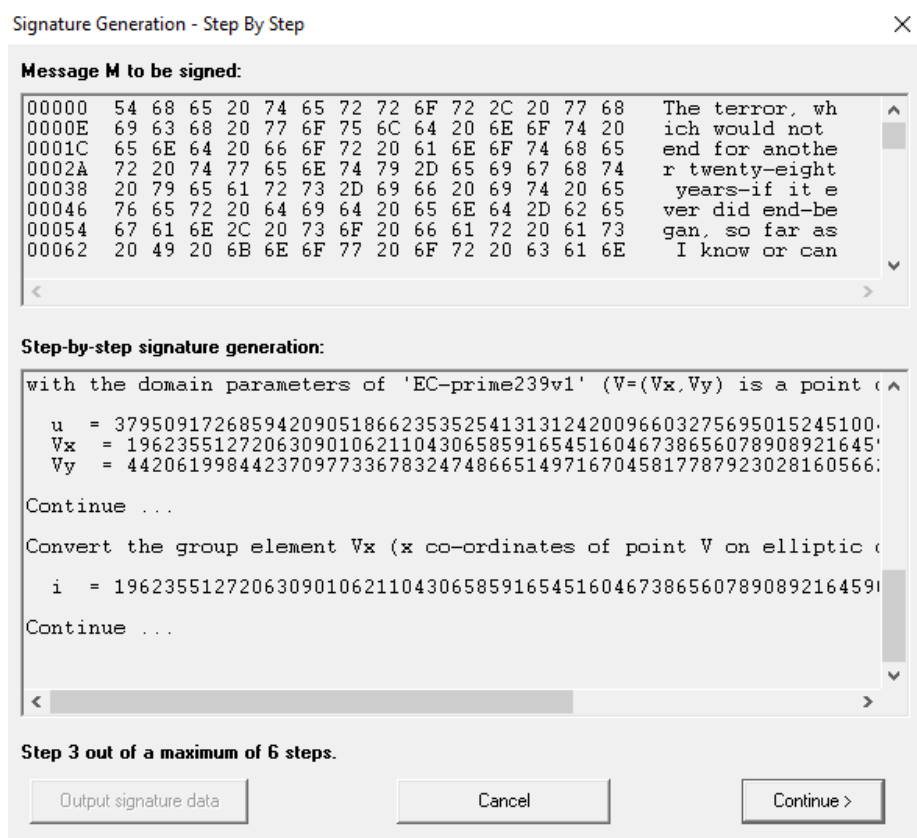 Signature Generation - Step By Step
Message M to be signed:
00000 54 68 65 20 74 65 72 72 6F 72 2C 20 77 68 The terror, wh
0000E 69 63 68 20 77 6F 75 6C 64 20 6E 6F 74 20 ich would not
0001C 65 6E 64 20 66 6F 72 20 61 6E 6F 74 68 65 end for anothe
0002A 72 20 74 77 65 6E 74 79 2D 65 69 67 68 74 r twenty-eight
00038 20 79 65 61 72 73 2D 69 66 20 69 74 20 65 years-if it e
00046 76 65 72 20 64 69 64 20 65 6E 64 2D 62 65 ver did end-be
00054 67 61 6E 2C 20 73 6F 20 66 61 72 20 61 73 gan, so far as
00062 20 49 20 6B 6E 6F 77 20 6F 72 20 63 61 6E I know or can
Step-by-step signature generation:
with the domain parameters of 'EC-prime239v1' (V=(Vx,Vy) is a point
u = 3795091726859420905186623535254131312420096603275695015245100
Vx = 1962355127206309010621104306585916545160467386560789089216459
Vy = 44206199844237097733678324748665149716704581778792302816056
Continue ...
Convert the group element Vx (x co-ordinates of point V on elliptic
i = 19623551272063090106211043065859165451604673865607890892164590
Continue ...
Step 3 out of a maximum of 6 steps.
Output signature data
Cancel
Continue >